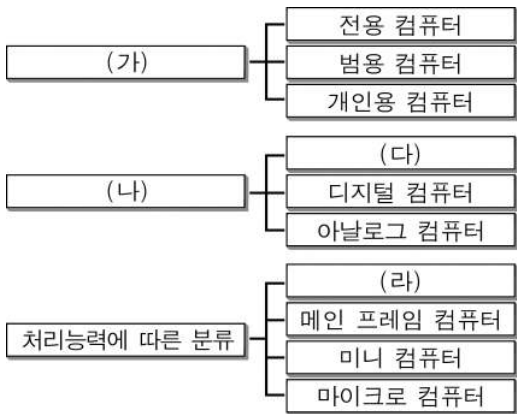 (가)
전용 컴퓨터
범용 컴퓨터
개인용 컴퓨터
(나)
(다)
디지털 컴퓨터
아날로그 컴퓨터
처리능력에 따른 분류
(라)
메인 프레임 컴퓨터
미니 컴퓨터
마이크로 컴퓨터